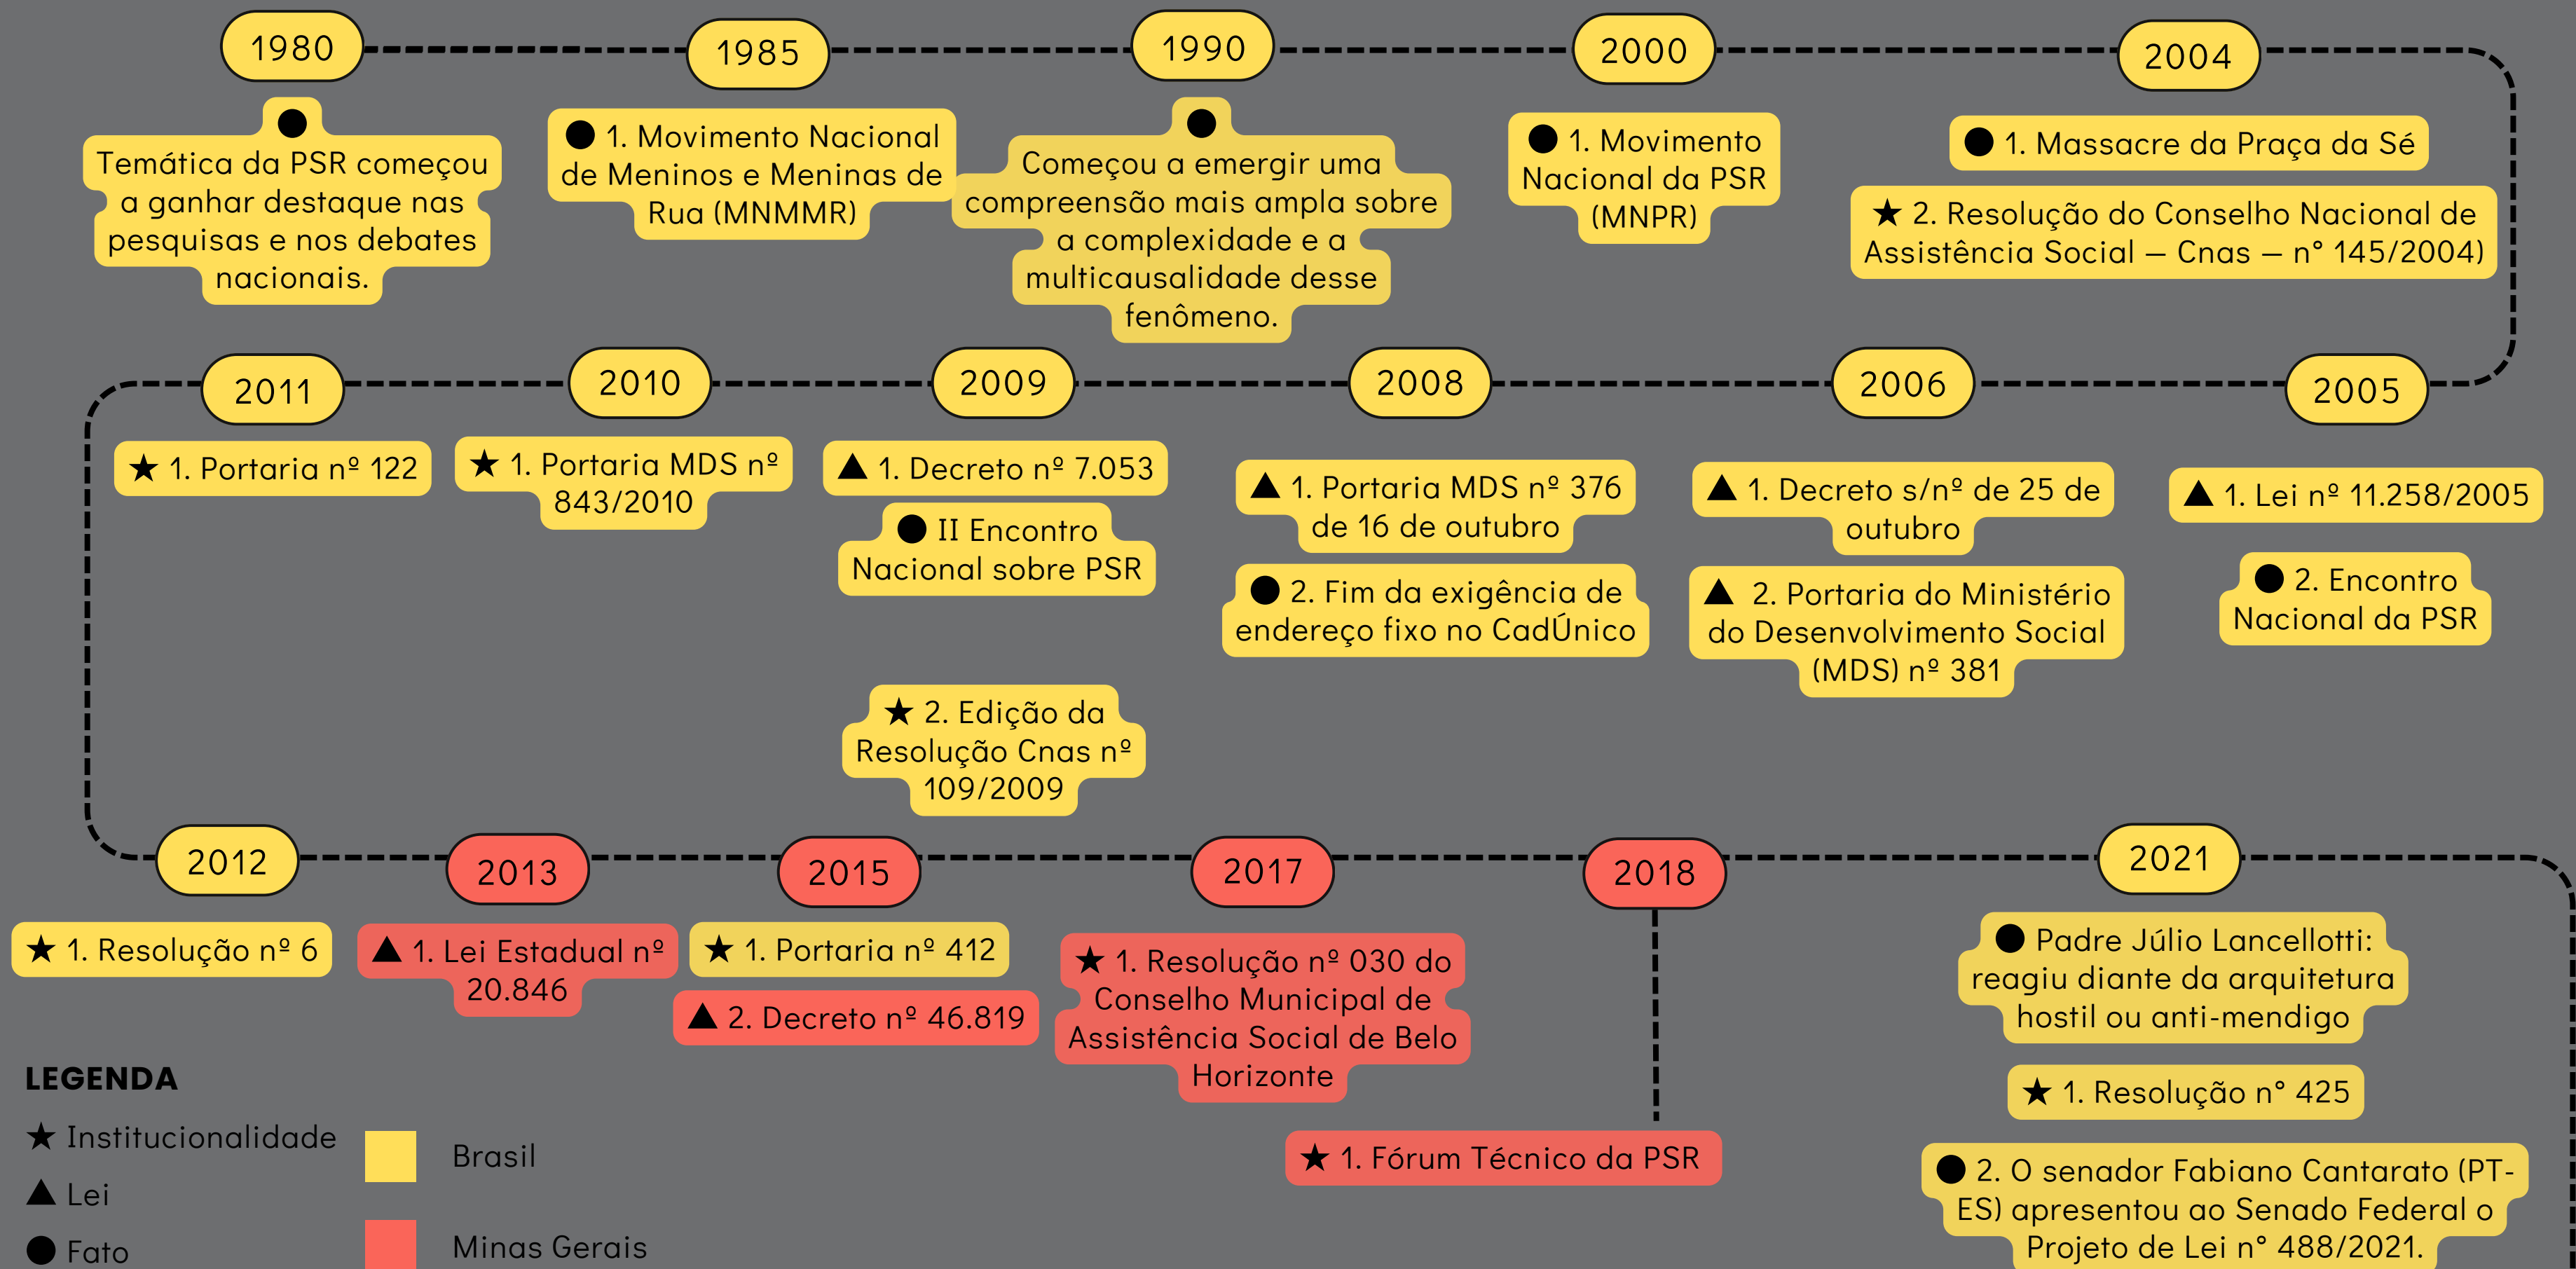 1980
1985
1990
2000
2004
●
Temática da PSR começou
a ganhar destaque nas
pesquisas e nos debates
nacionais.
● 1. Movimento Nacional
de Meninos e Meninas de
Rua (MNMMR)
●
Começou a emergir uma
compreensão mais ampla sobre
a complexidade e a
multicausalidade desse
fenômeno.
● 1. Movimento
Nacional da PSR
(MNPR)
● 1. Massacre da Praça da Sé
★ 2. Resolução do Conselho Nacional de
Assistência Social – Cnas – n° 145/2004)
2011
2010
2009
2008
2006
2005
★ 1. Portaria nº 122
★ 1. Portaria MDS nº
843/2010
▲ 1. Decreto nº 7.053
● II Encontro
Nacional sobre PSR
★ 2. Edição da
Resolução Cnas nº
109/2009
▲ 1. Portaria MDS nº 376
de 16 de outubro
● 2. Fim da exigência de
endereço fixo no CadÚnico
▲ 1. Decreto s/nº de 25 de
outubro
▲ 2. Portaria do Ministério
do Desenvolvimento Social
(MDS) nº 381
▲ 1. Lei nº 11.258/2005
● 2. Encontro
Nacional da PSR
2012
2013
2015
2017
2018
2021
★ 1. Resolução nº 6
▲ 1. Lei Estadual nº
20.846
★ 1. Portaria nº 412
▲ 2. Decreto nº 46.819
★ 1. Resolução nº 030 do
Conselho Municipal de
Assistência Social de Belo
Horizonte
★ 1. Fórum Técnico da PSR
● Padre Júlio Lancellotti:
reagiu diante da arquitetura
hostil ou anti-mendigo
★ 1. Resolução n° 425
● 2. O senador Fabiano Cantarato (PT-
ES) apresentou ao Senado Federal o
Projeto de Lei n° 488/2021.
LEGENDA
★ Institucionalidade
▲ Lei
● Fato
Brasil
Minas Gerais